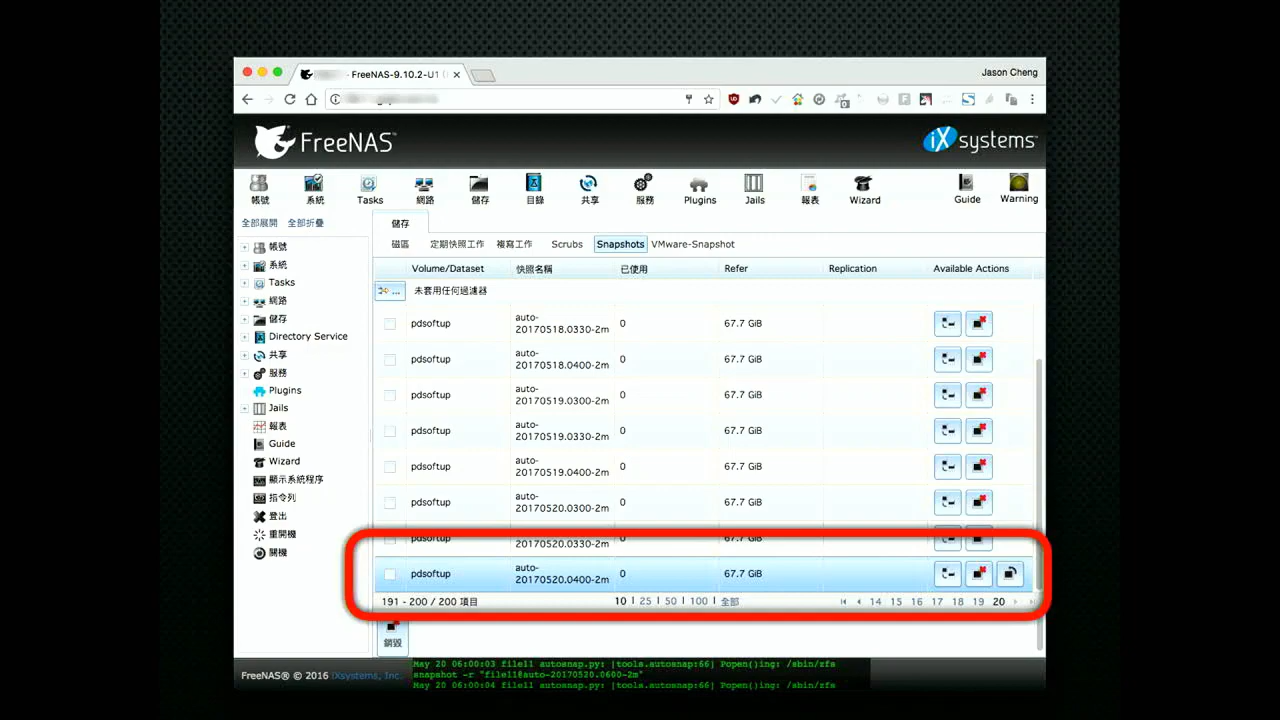 - FreeNAS-9.10.2-U1 (
Jason Cheng
FreeNAS™
iX systems™
帳號 系統 Tasks 網路 儲存 目錄 共享 服務 Plugins Jails 報表 Wizard Guide Warning
全部展開 全部折疊
儲存
磁區 定期快照工作 複寫工作 Scrubs Snapshots VMware-Snapshot
帳號
系統
Tasks
網路
儲存
Directory Service
共享
服務
Plugins
Jails
報表
Guide
Wizard
顯示系統程序
指令列
登出
重開機
關機
Volume/Dataset 快照名稱 已使用 Refer Replication Available Actions
... 未套用任何過濾器
pdsoftup auto-20170518.0330-2m 0 67.7 GiB
pdsoftup auto-20170518.0400-2m 0 67.7 GiB
pdsoftup auto-20170519.0300-2m 0 67.7 GiB
pdsoftup auto-20170519.0330-2m 0 67.7 GiB
pdsoftup auto-20170519.0400-2m 0 67.7 GiB
pdsoftup auto-20170520.0300-2m 0 67.7 GiB
pdsoftup 20170520.0330-2m 0 67.7 GiB
pdsoftup auto-20170520.0400-2m 0 67.7 GiB
191 - 200 / 200 項目 10 | 25 | 50 | 100 | 全部 14 15 16 17 18 19 20
銷毀
FreeNAS® © 2016 iXsystems, Inc.
May 20 06:00:03 file11 autosnap.py: [tools.autosnap:66] Popen()ing: /sbin/zfs
snapshot -r "file11@auto-20170520.0600-2m"
May 20 06:00:04 file11 autosnap.py: [tools.autosnap:66] Popen()ing: /sbin/zfs